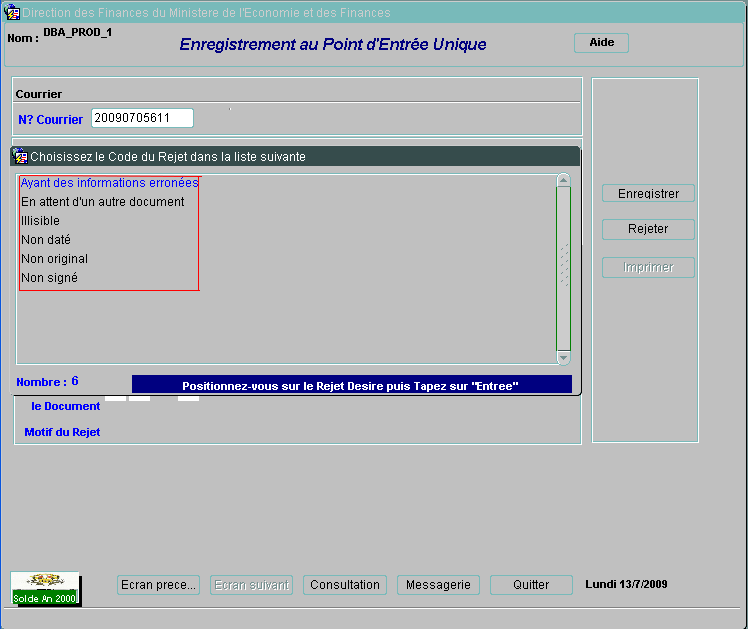 Direction des Finances du Ministere de l'Economie et des Finances
Nom : DBA_PROD_1
Enregistrement au Point d'Entrée Unique
Aide
Courrier
N? Courrier 20090705611
Choisissez le Code du Rejet dans la liste suivante
Ayant des informations erronées
En attent d'un autre document
Illisible
Non daté
Non original
Non signé
Enregistrer
Rejeter
Imprimer
Nombre : 6
Positionnez-vous sur le Rejet Desire puis Tapez sur "Entree"
le Document
Motif du Rejet
Solde An 2000
Ecran prece... Ecran suivant Consultation Messagerie Quitter Lundi 13/7/2009